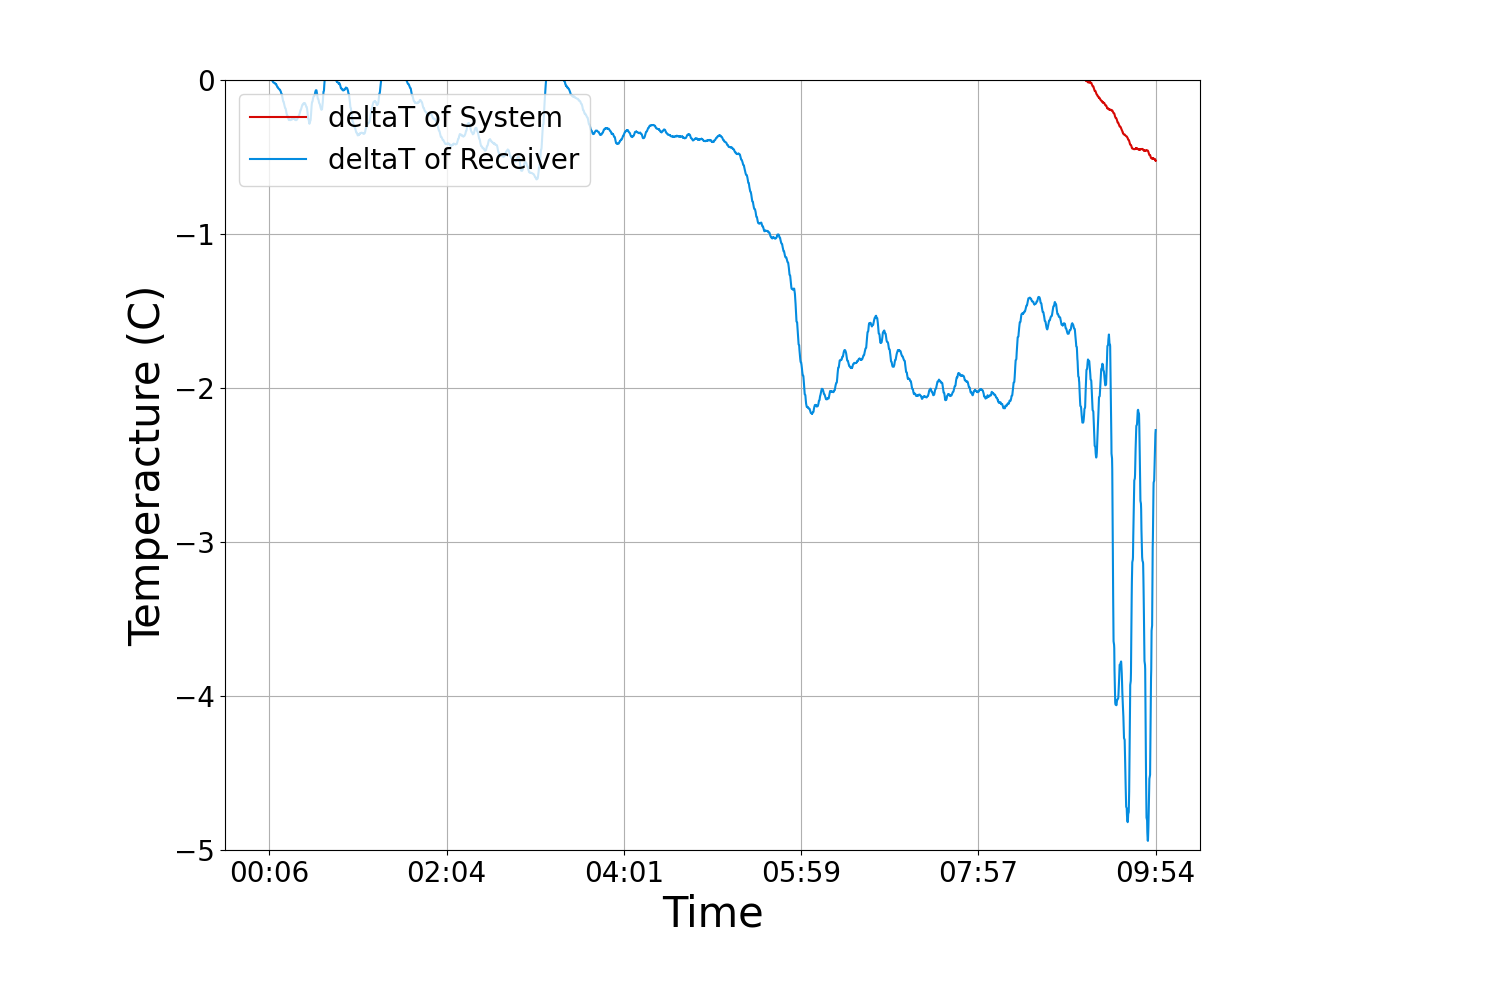 deltaT of System
deltaT of Receiver
0
−1
−2
−3
−4
−5
Temperacture (C)
00:06 02:04 04:01 05:59 07:57 09:54
Time